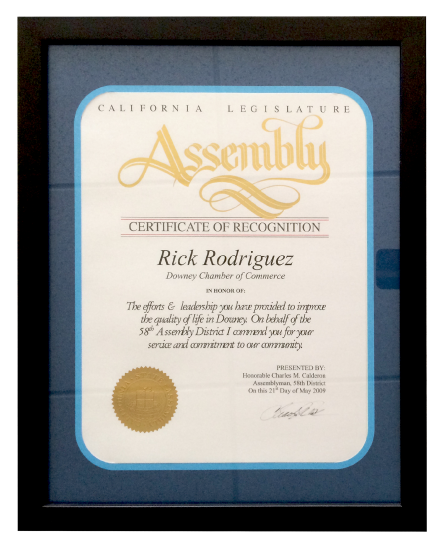 CALIFORNIA LEGISLATURE
Assembly
CERTIFICATE OF RECOGNITION
Rick Rodriguez
Downey Chamber of Commerce
IN HONOR OF:
The efforts & leadership you have provided to improve
the quality of life in Downey. On behalf of the
58th Assembly District I commend you for your
service and commitment to our community.
PRESENTED BY:
Honorable Charles M. Calderon
Assemblyman, 58th District
On this 21st Day of May 2009